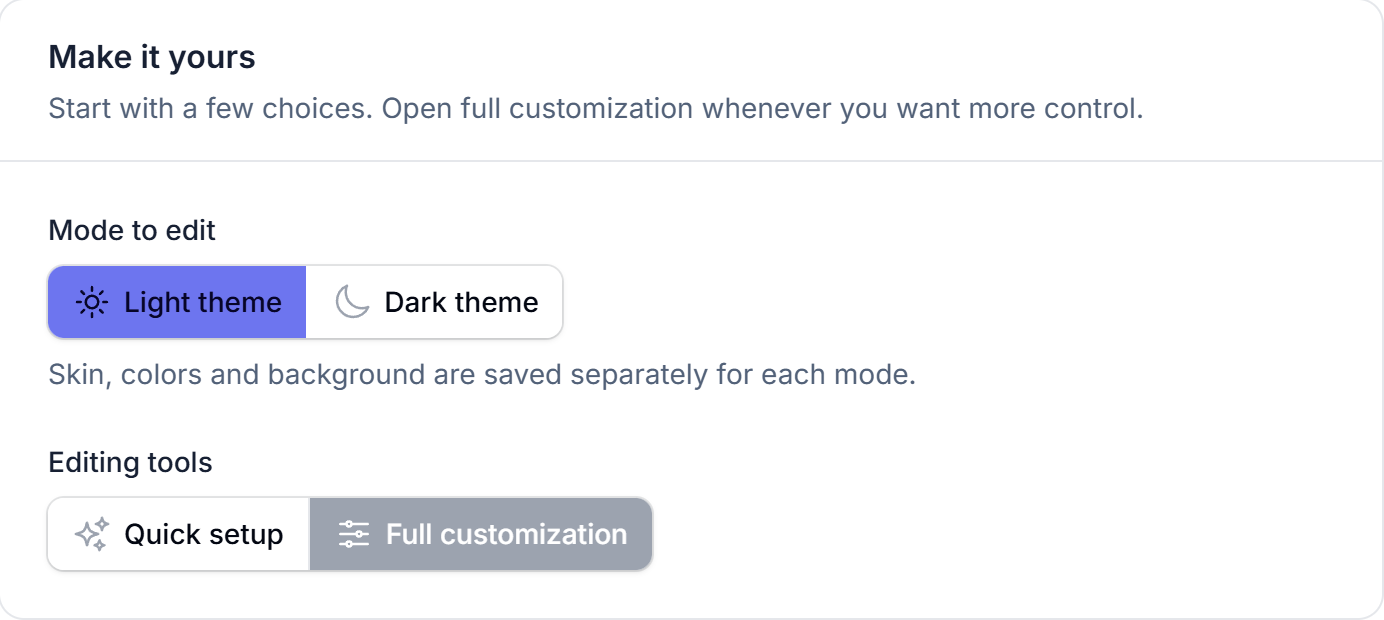 Make it yours
Start with a few choices. Open full customization whenever you want more control.
Mode to edit
Light theme Dark theme
Skin, colors and background are saved separately for each mode.
Editing tools
Quick setup Full customization